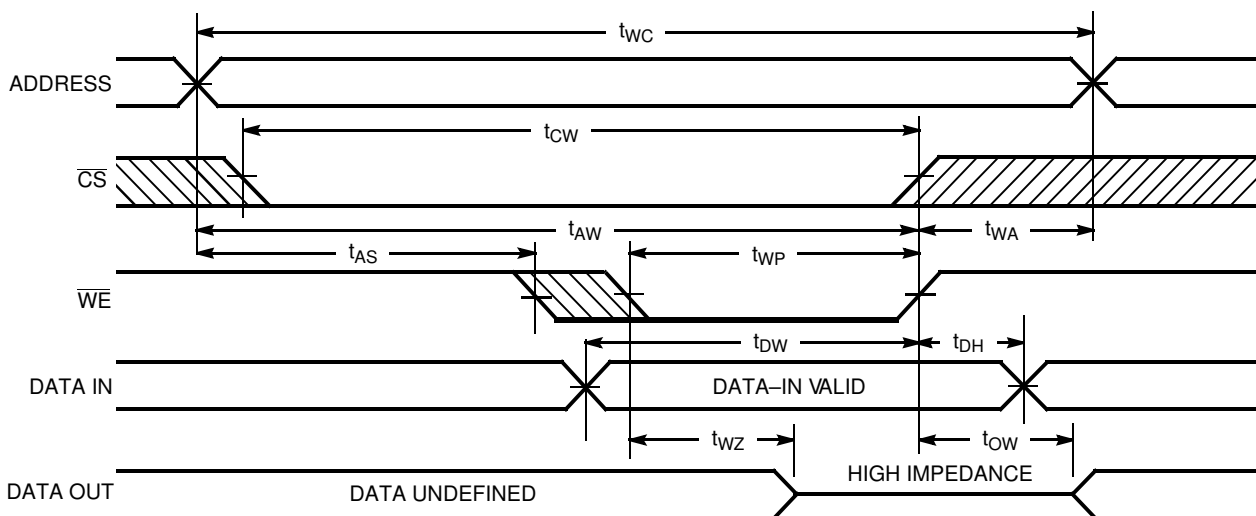 tWC
ADDRESS
tCW
CS
tAW
tWA
tAS
tWP
WE
tDW
tDH
DATA IN
DATA–IN VALID
tWZ
tOW
HIGH IMPEDANCE
DATA OUT
DATA UNDEFINED